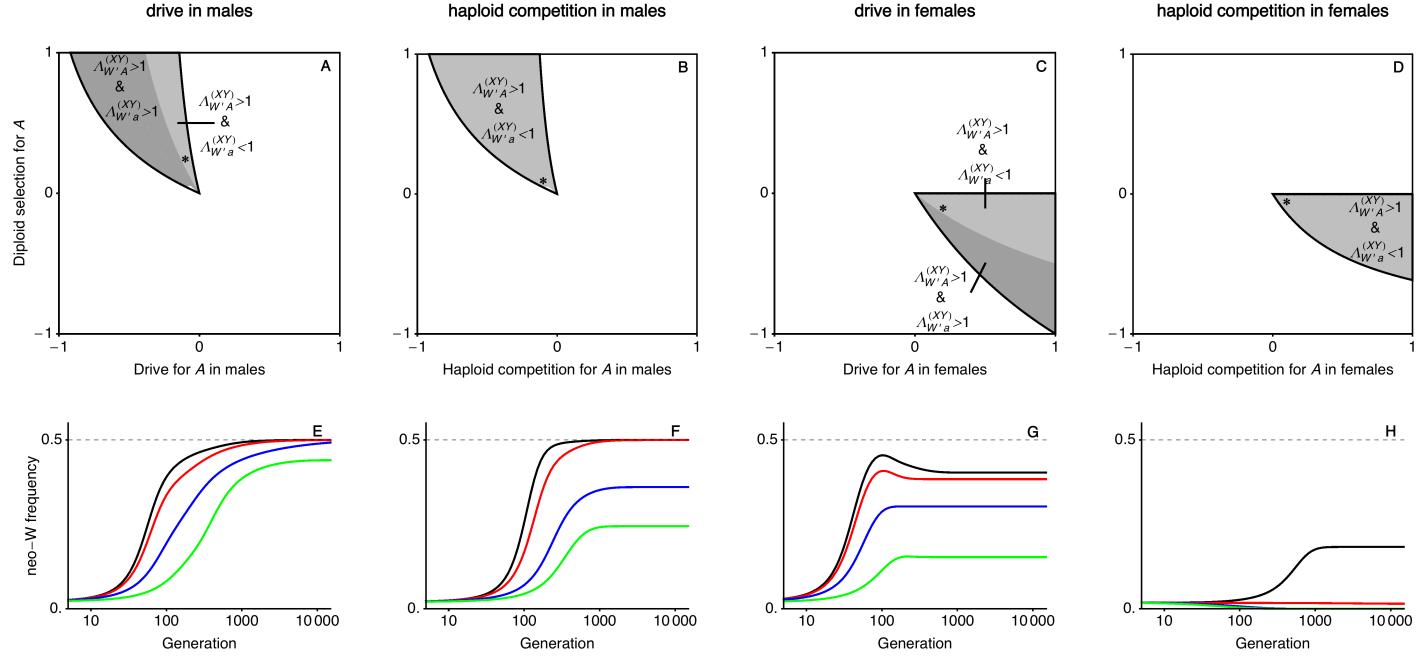 drive in males
haploid competition in males
drive in females
haploid competition in females
Diploid selection for A
1
0
−1
A
Λ_{W'A}^{(XY)}>1
&
Λ_{W'a}^{(XY)}>1
Λ_{W'A}^{(XY)}>1
&
Λ_{W'a}^{(XY)}<1
*
−1
0
1
Drive for A in males
1
0
−1
B
Λ_{W'A}^{(XY)}>1
&
Λ_{W'a}^{(XY)}<1
*
−1
0
1
Haploid competition for A in males
1
0
−1
C
Λ_{W'A}^{(XY)}>1
&
Λ_{W'a}^{(XY)}<1
*
Λ_{W'A}^{(XY)}>1
&
Λ_{W'a}^{(XY)}>1
−1
0
1
Drive for A in females
1
0
−1
D
*
Λ_{W'A}^{(XY)}>1
&
Λ_{W'a}^{(XY)}<1
−1
0
1
Haploid competition for A in females
neo−W frequency
0.5
0.
E
10
100
1000
10 000
Generation
0.5
0.
F
10
100
1000
10 000
Generation
0.5
0.
G
10
100
1000
10 000
Generation
0.5
0.
H
10
100
1000
10 000
Generation